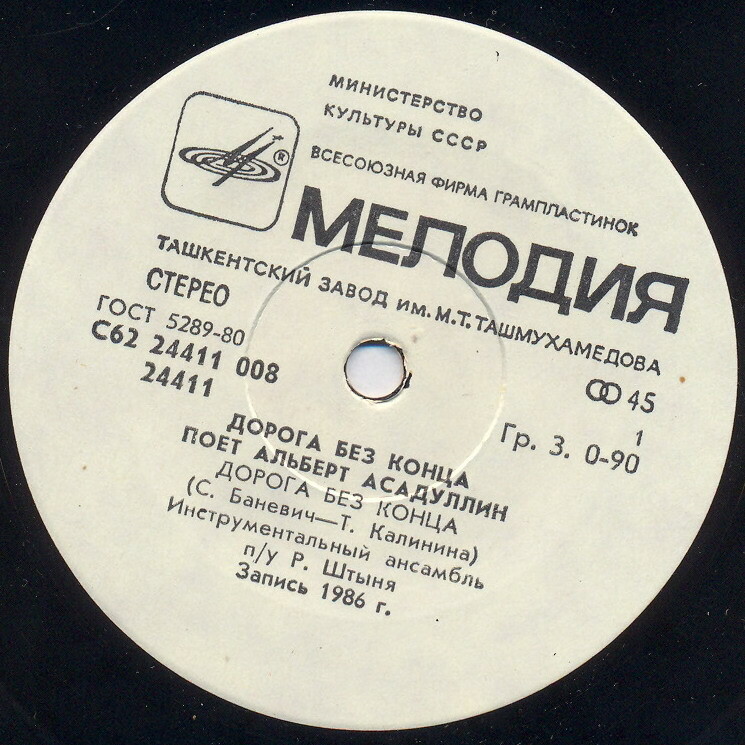 МИНИСТЕРСТВО
КУЛЬТУРЫ СССР
ВСЕСОЮЗНАЯ ФИРМА ГРАМПЛАСТИНОК
®
МЕЛОДИЯ
ТАШКЕНТСКИЙ ЗАВОД ИМ. М.Т. ТАШМУХАМЕДОВА
СТЕРЕО
ГОСТ 5289-80
С62 24411 008
24411
45
1
Гр. 3. 0-90
ДОРОГА БЕЗ КОНЦА
ПОЕТ АЛЬБЕРТ АСАДУЛЛИН
ДОРОГА БЕЗ КОНЦА
(С. Баневич—Т. Калинина)
Инструментальный ансамбль
п/у Р. Штыня
Запись 1986 г.